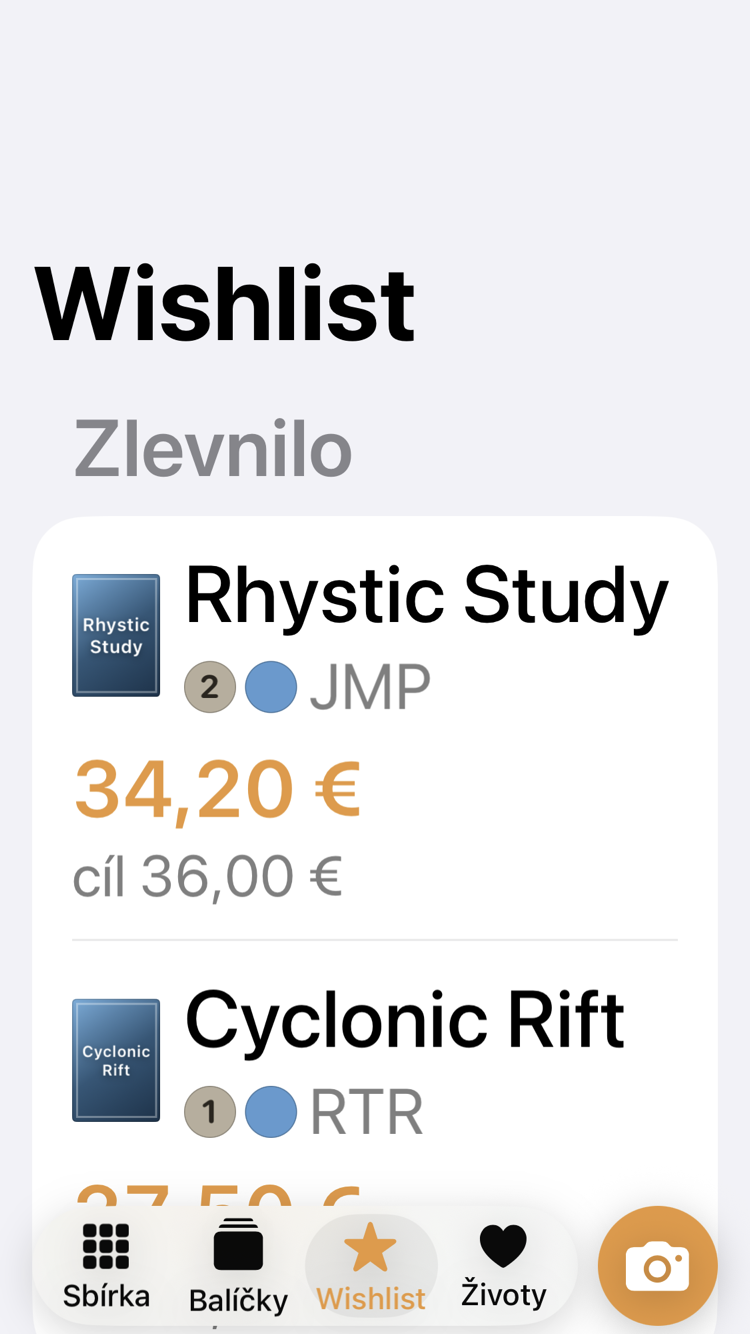 Wishlist
Zlevnilo
Rhystic Study
Rhystic
Study
2 JMP
34,20 €
cíl 36,00 €
Cyclonic Rift
Cyclonic
Rift
1 RTR
Sbírka
Balíčky
Wishlist
Životy